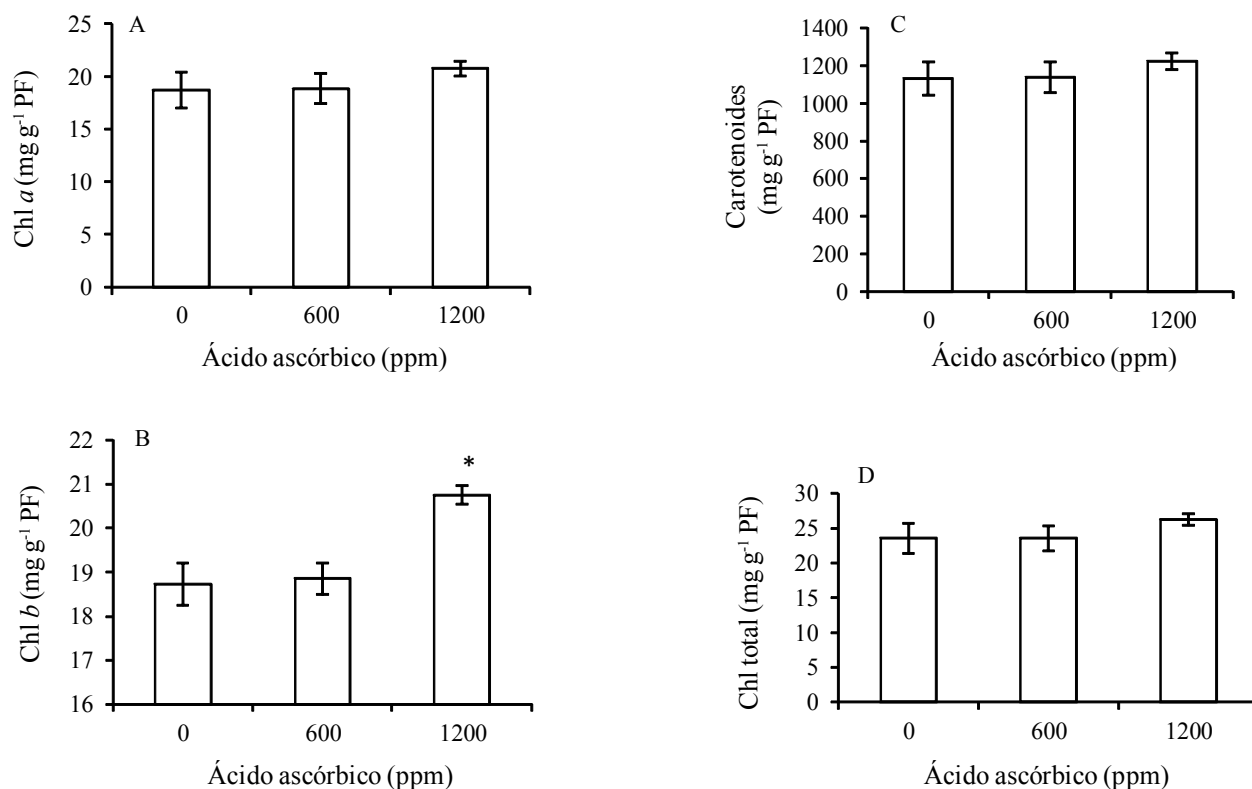 A
Chl a (mg g-1 PF)
25
20
15
10
5
0
0 600 1200
Ácido ascórbico (ppm)
C
Carotenoides
(mg g-1 PF)
1400
1200
1000
800
600
400
200
0
0 600 1200
Ácido ascórbico (ppm)
B
Chl b (mg g-1 PF)
22
21
20
19
18
17
16
*
0 600 1200
Ácido ascórbico (ppm)
D
Chl total (mg g-1 PF)
30
25
20
15
10
5
0
0 600 1200
Ácido ascórbico (ppm)